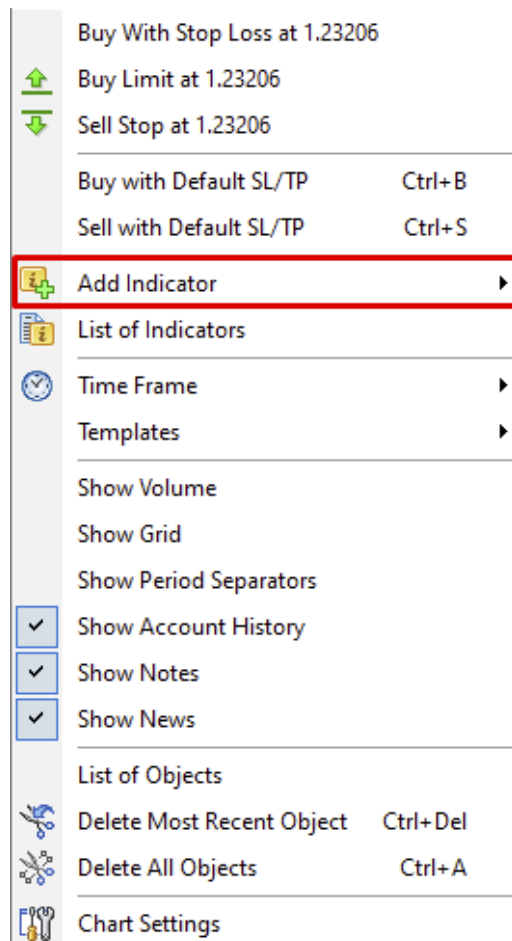 Buy With Stop Loss at 1.23206
Buy Limit at 1.23206
Sell Stop at 1.23206
Buy with Default SL/TP Ctrl+B
Sell with Default SL/TP Ctrl+S
Add Indicator
List of Indicators
Time Frame
Templates
Show Volume
Show Grid
Show Period Separators
Show Account History
Show Notes
Show News
List of Objects
Delete Most Recent Object Ctrl+Del
Delete All Objects Ctrl+A
Chart Settings